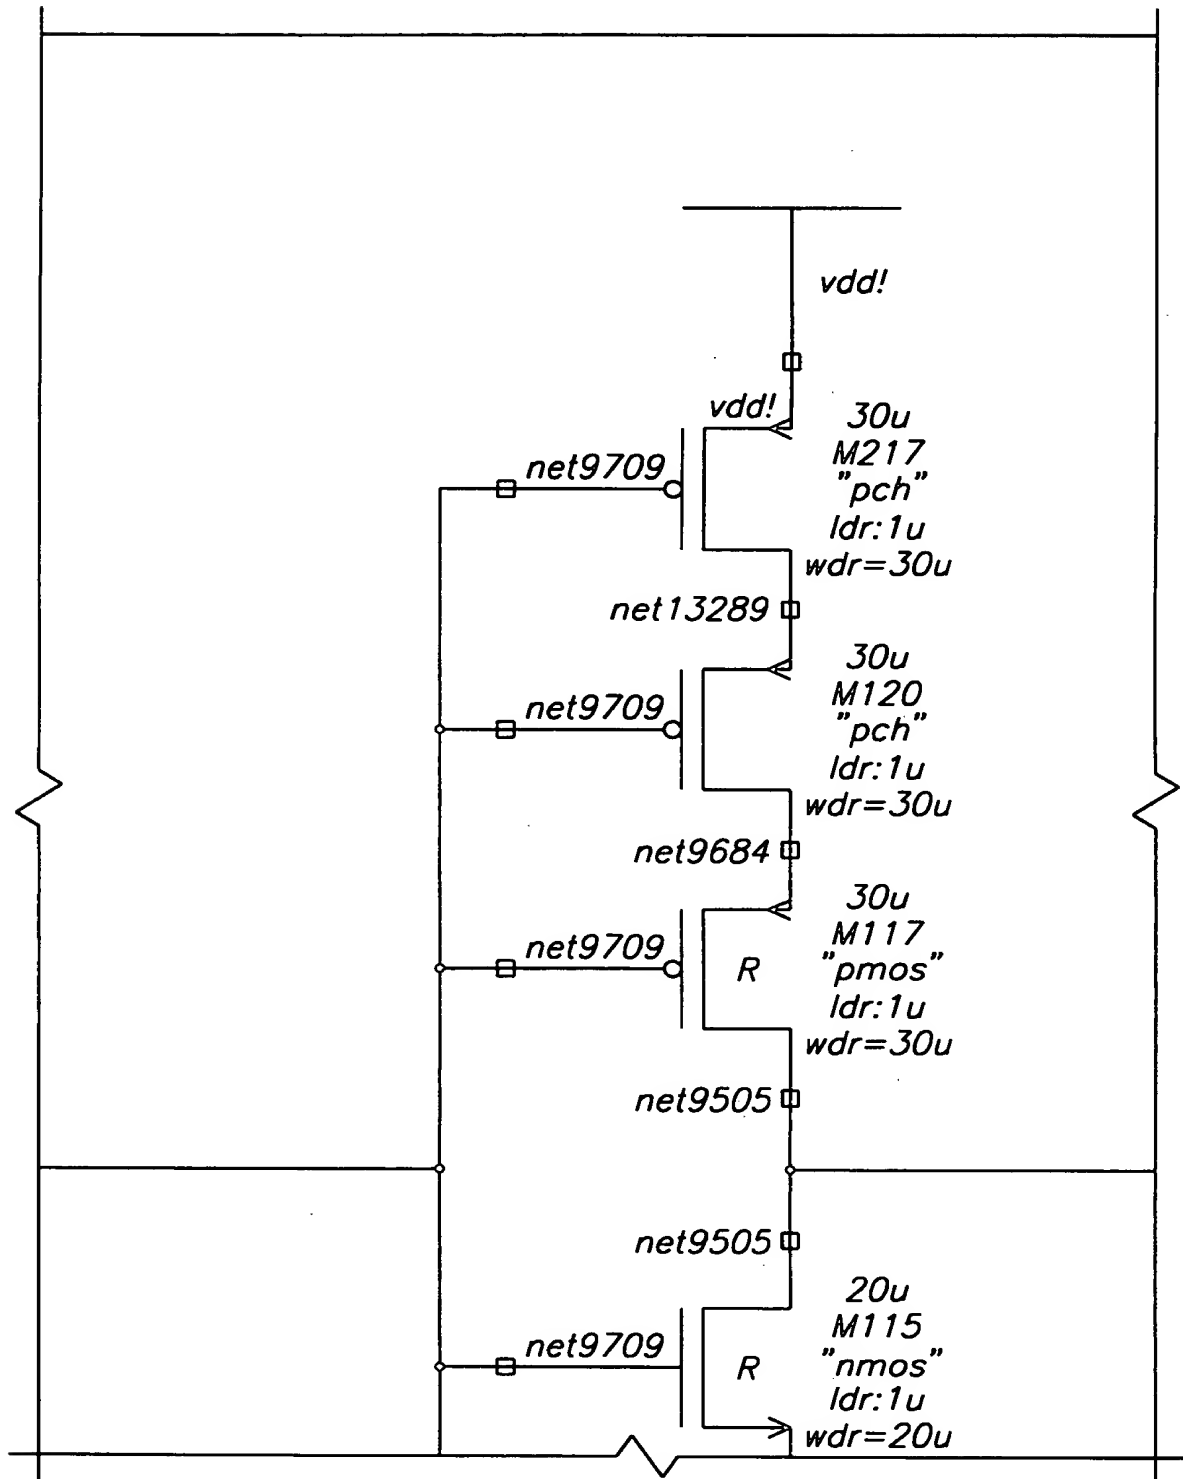 vdd!
vdd!
30u
M217
"pch"
ldr:1u
wdr=30u
net9709
net13289
30u
M120
"pch"
ldr:1u
wdr=30u
net9709
net9684
30u
M117
"pmos"
ldr:1u
wdr=30u
net9709
R
net9505
net9505
20u
M115
"nmos"
ldr:1u
wdr=20u
net9709
R